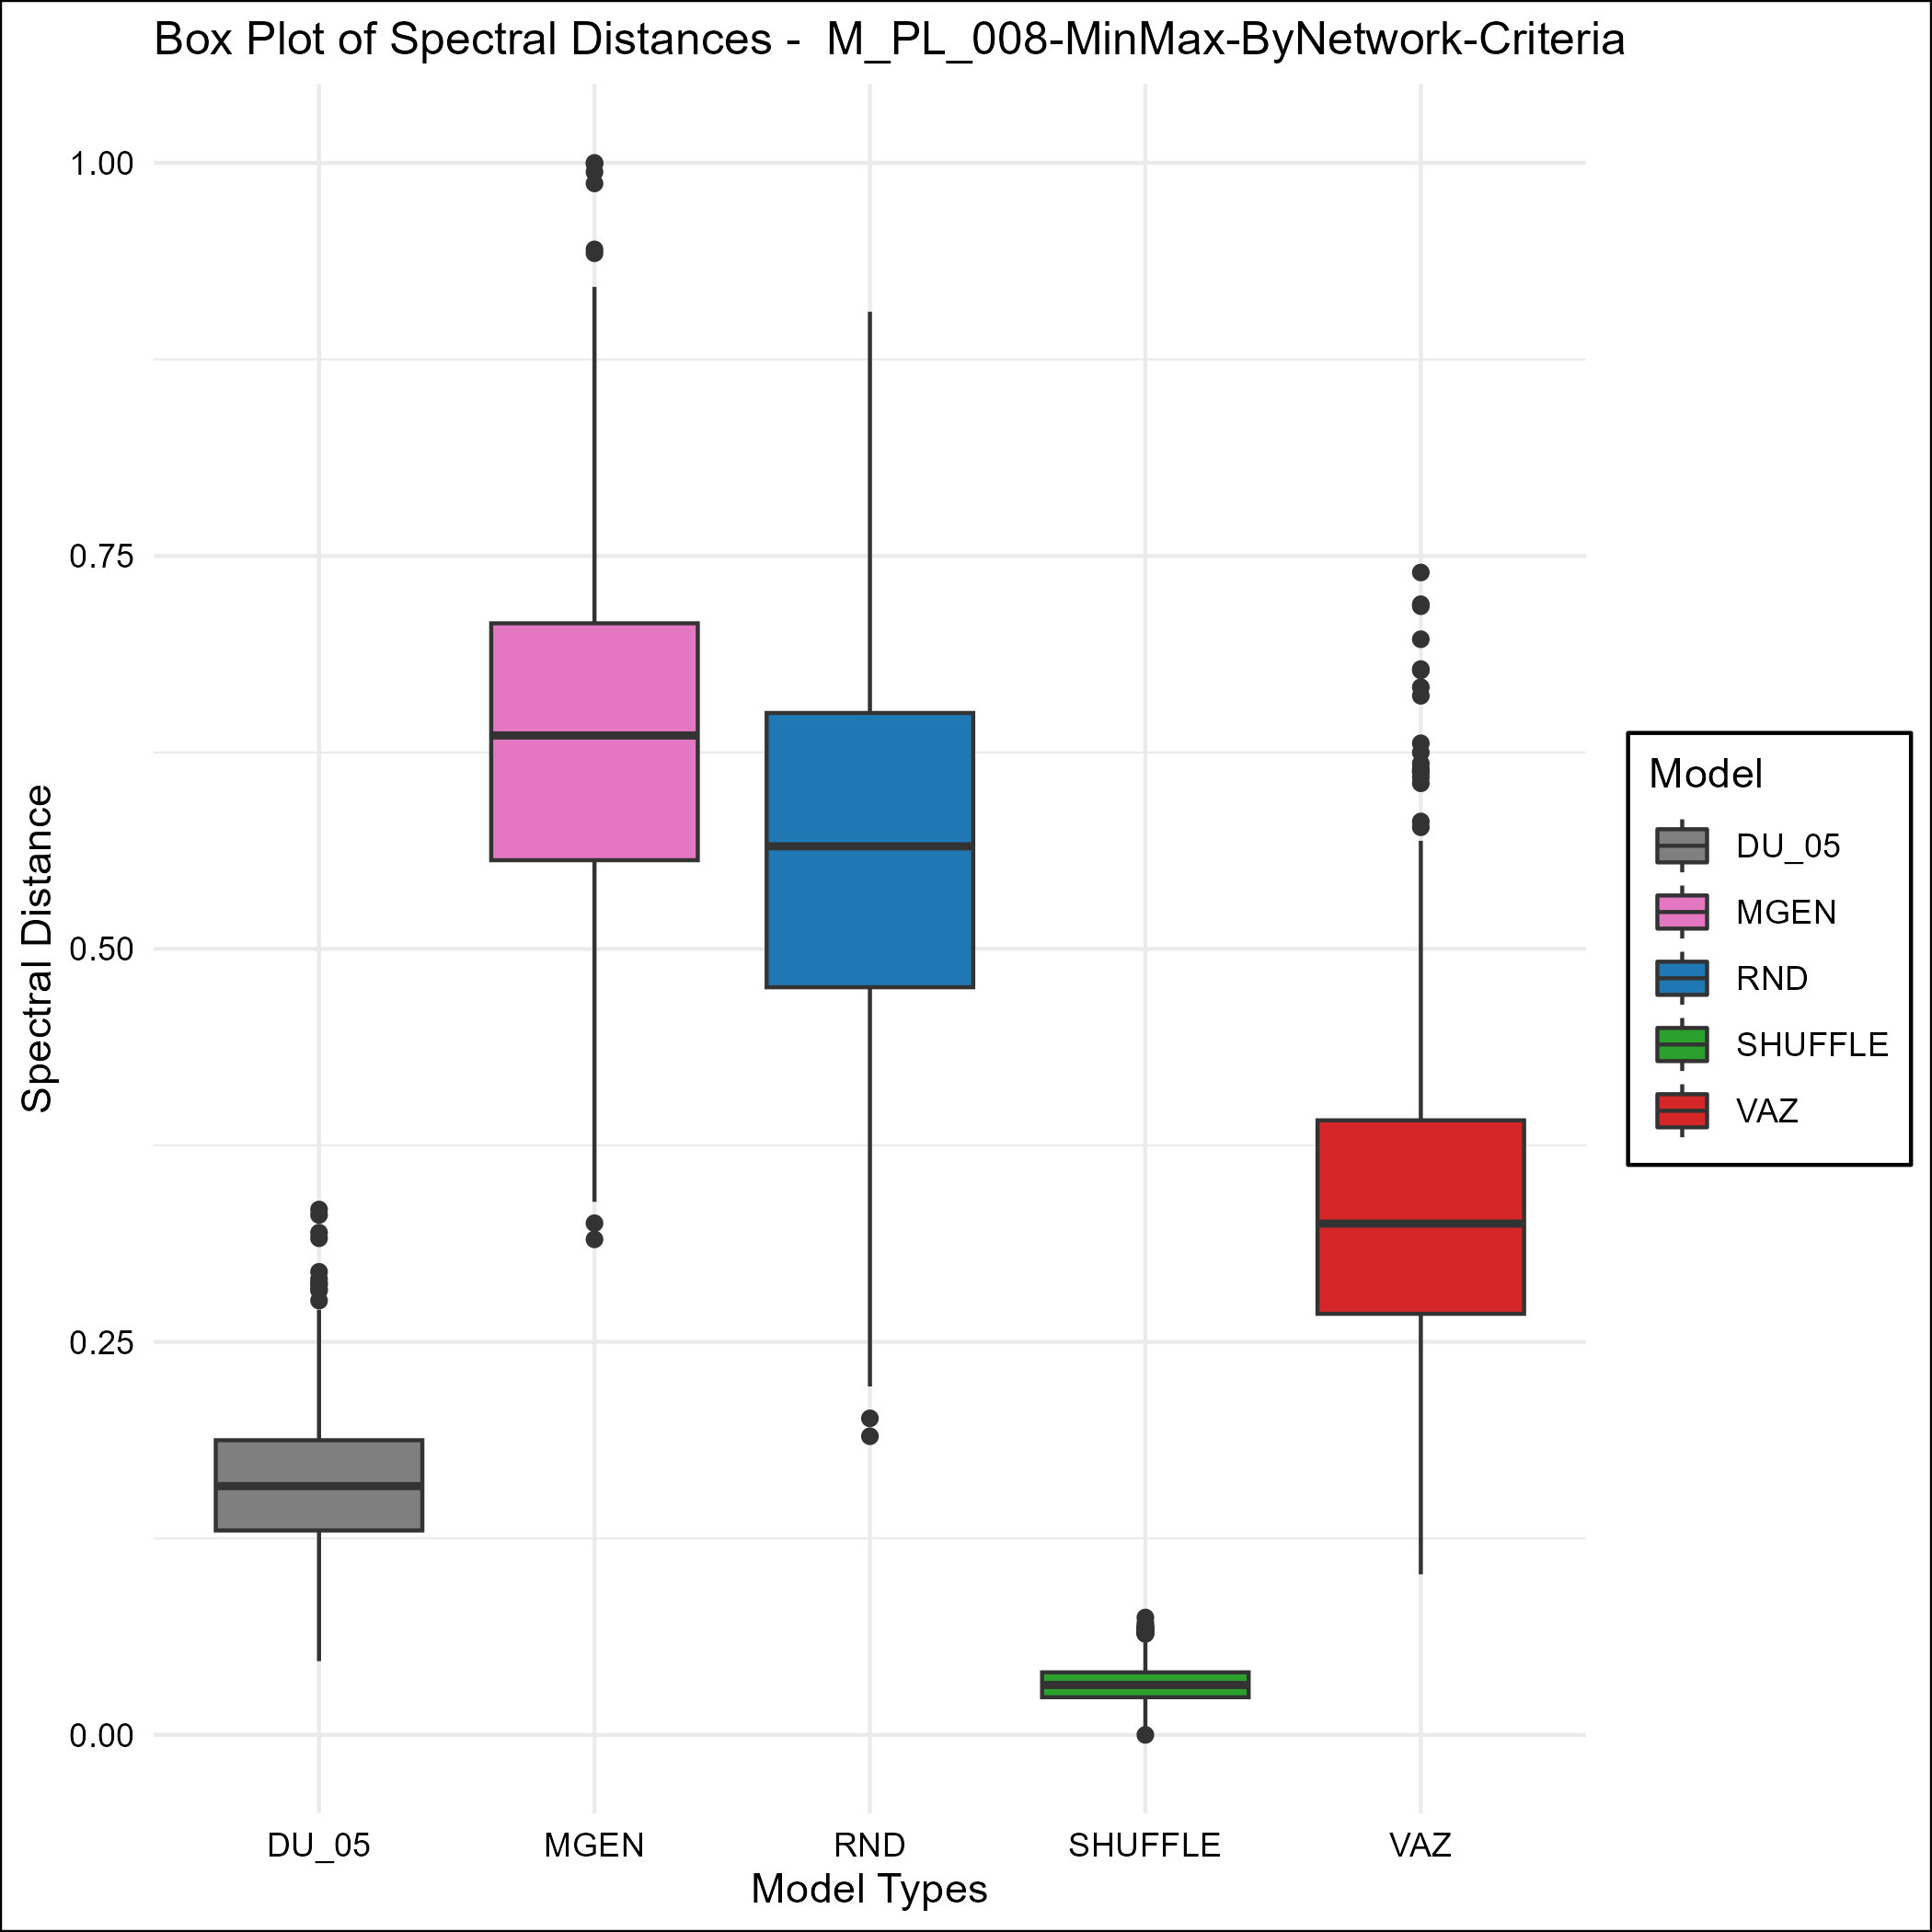 Box Plot of Spectral Distances -  M_PL_008-MinMax-ByNetwork-Criteria
Spectral Distance
1.00
0.75
0.50
0.25
0.00
DU_05
MGEN
RND
SHUFFLE
VAZ
Model Types
Model
DU_05
MGEN
RND
SHUFFLE
VAZ